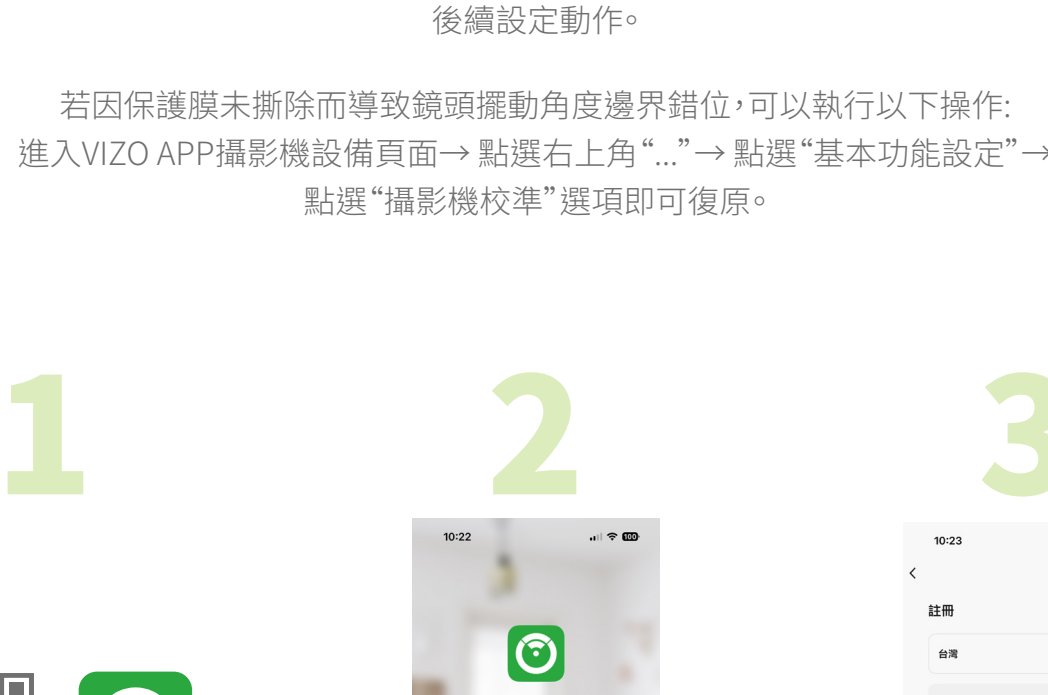 後續設定動作。
若因保護膜未撕除而導致鏡頭擺動角度邊界錯位,可以執行以下操作:
進入VIZO APP攝影機設備頁面→ 點選右上角“...”→ 點選“基本功能設定”→
點選“攝影機校準”選項即可復原。
1 2 3
10:22 100
10:23
註冊
台灣